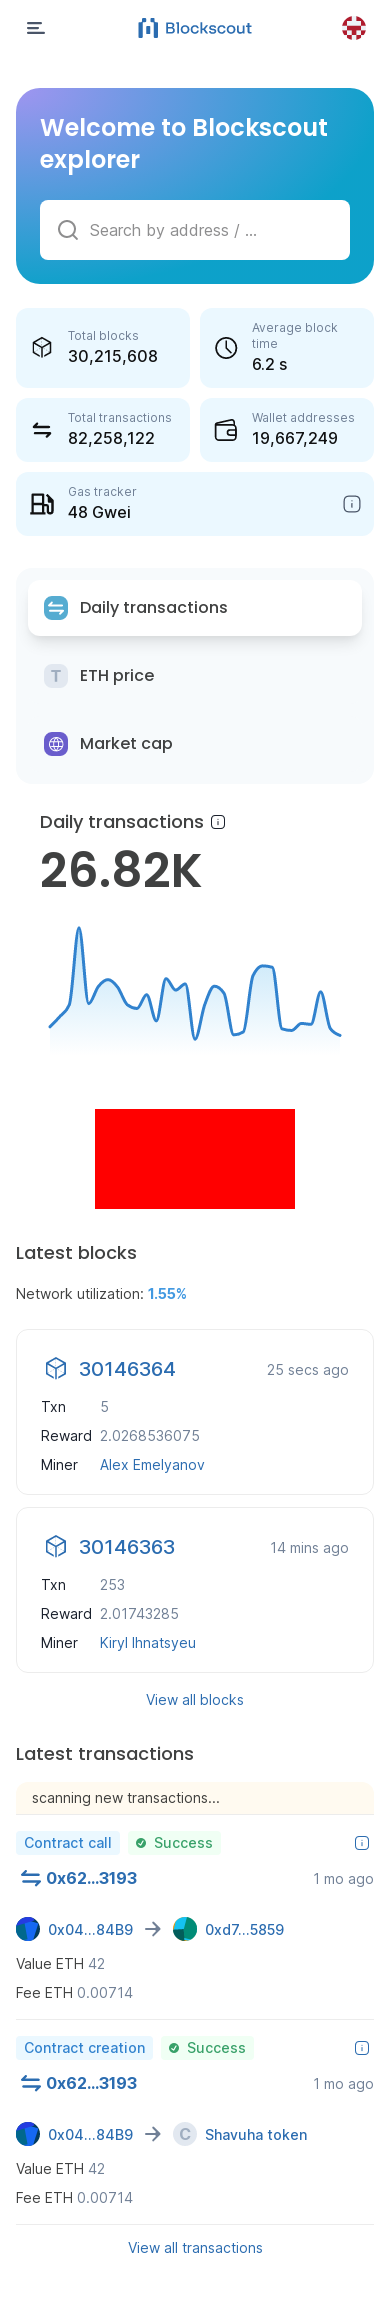 Blockscout
Welcome to Blockscout
explorer
Search by address / ...
Total blocks
30,215,608
Average block
time
6.2 s
Total transactions
82,258,122
Wallet addresses
19,667,249
Gas tracker
48 Gwei
Daily transactions
T ETH price
Market cap
Daily transactions
26.82K
Latest blocks
Network utilization: 1.55%
30146364 25 secs ago
Txn 5
Reward 2.0268536075
Miner Alex Emelyanov
30146363 14 mins ago
Txn 253
Reward 2.01743285
Miner Kiryl Ihnatsyeu
View all blocks
Latest transactions
scanning new transactions...
Contract call Success
0x62...3193 1 mo ago
0x04...84B9 0xd7...5859
Value ETH 42
Fee ETH 0.00714
Contract creation Success
0x62...3193 1 mo ago
0x04...84B9 C Shavuha token
Value ETH 42
Fee ETH 0.00714
View all transactions